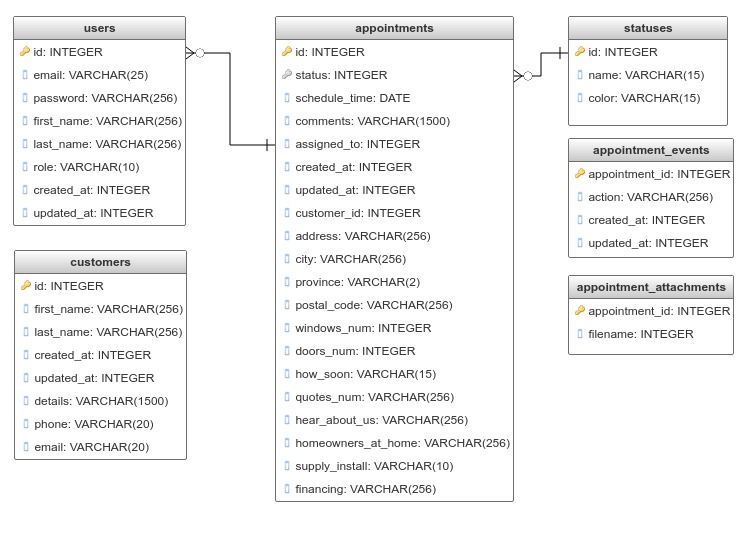 users
id: INTEGER
email: VARCHAR(25)
password: VARCHAR(256)
first_name: VARCHAR(256)
last_name: VARCHAR(256)
role: VARCHAR(10)
created_at: INTEGER
updated_at: INTEGER
customers
id: INTEGER
first_name: VARCHAR(256)
last_name: VARCHAR(256)
created_at: INTEGER
updated_at: INTEGER
details: VARCHAR(1500)
phone: VARCHAR(20)
email: VARCHAR(20)
appointments
id: INTEGER
status: INTEGER
schedule_time: DATE
comments: VARCHAR(1500)
assigned_to: INTEGER
created_at: INTEGER
updated_at: INTEGER
customer_id: INTEGER
address: VARCHAR(256)
city: VARCHAR(256)
province: VARCHAR(2)
postal_code: VARCHAR(256)
windows_num: INTEGER
doors_num: INTEGER
how_soon: VARCHAR(15)
quotes_num: VARCHAR(256)
hear_about_us: VARCHAR(256)
homeowners_at_home: VARCHAR(256)
supply_install: VARCHAR(10)
financing: VARCHAR(256)
statuses
id: INTEGER
name: VARCHAR(15)
color: VARCHAR(15)
appointment_events
appointment_id: INTEGER
action: VARCHAR(256)
created_at: INTEGER
updated_at: INTEGER
appointment_attachments
appointment_id: INTEGER
filename: INTEGER